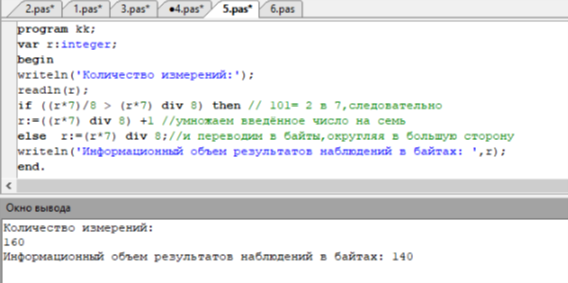 2.pas* 1.pas* 3.pas* •4.pas* 5.pas* 6.pas
program kk;
var r:integer;
begin
writeln('Количество измерений:');
readln(r);
if ((r*7)/8 > (r*7) div 8) then // 101= 2 в 7,следовательно
r:=((r*7) div 8) +1 //умножаем введённое число на семь
else r:=(r*7) div 8;//и переводим в байты,округляя в большую сторону
writeln('Информационный объем результатов наблюдений в байтах: ',r);
end.
Окно вывода
Количество измерений:
160
Информационный объем результатов наблюдений в байтах: 140